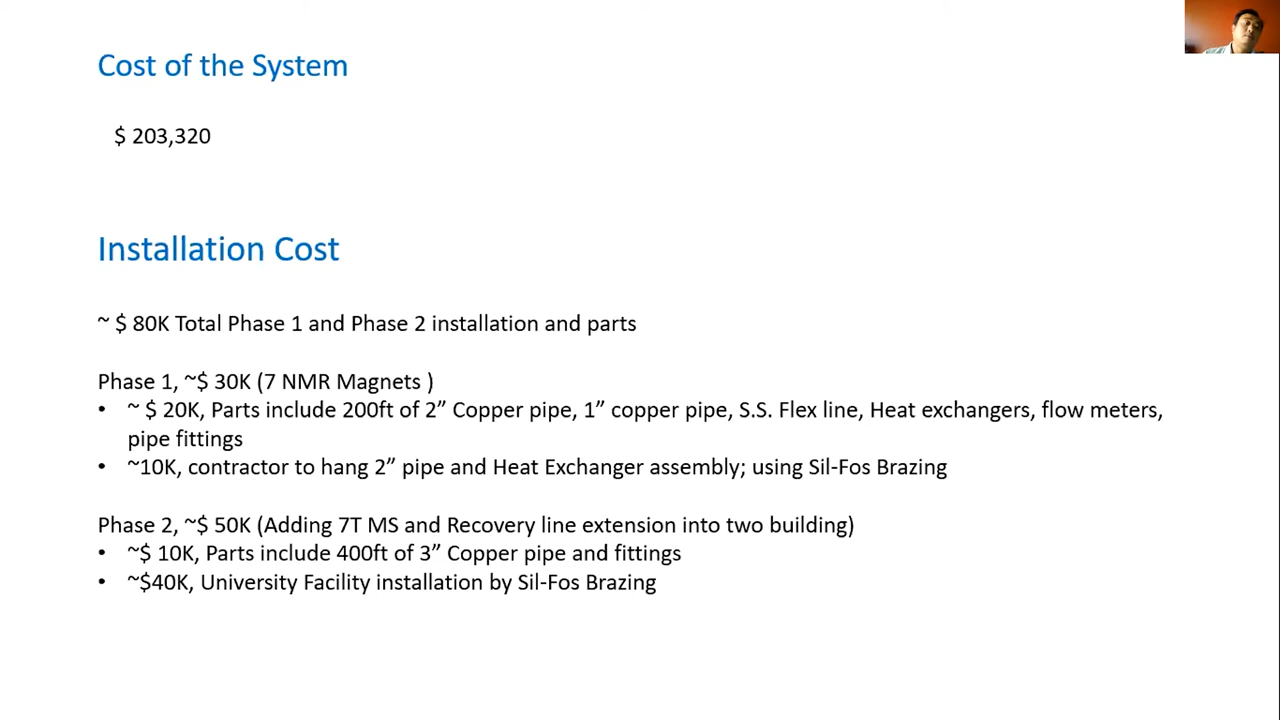 Cost of the System
$ 203,320
Installation Cost
~ $ 80K Total Phase 1 and Phase 2 installation and parts
Phase 1, ~$ 30K (7 NMR Magnets )
• ~ $ 20K, Parts include 200ft of 2” Copper pipe, 1” copper pipe, S.S. Flex line, Heat exchangers, flow meters,
pipe fittings
• ~10K, contractor to hang 2” pipe and Heat Exchanger assembly; using Sil-Fos Brazing
Phase 2, ~$ 50K (Adding 7T MS and Recovery line extension into two building)
• ~$ 10K, Parts include 400ft of 3” Copper pipe and fittings
• ~$40K, University Facility installation by Sil-Fos Brazing